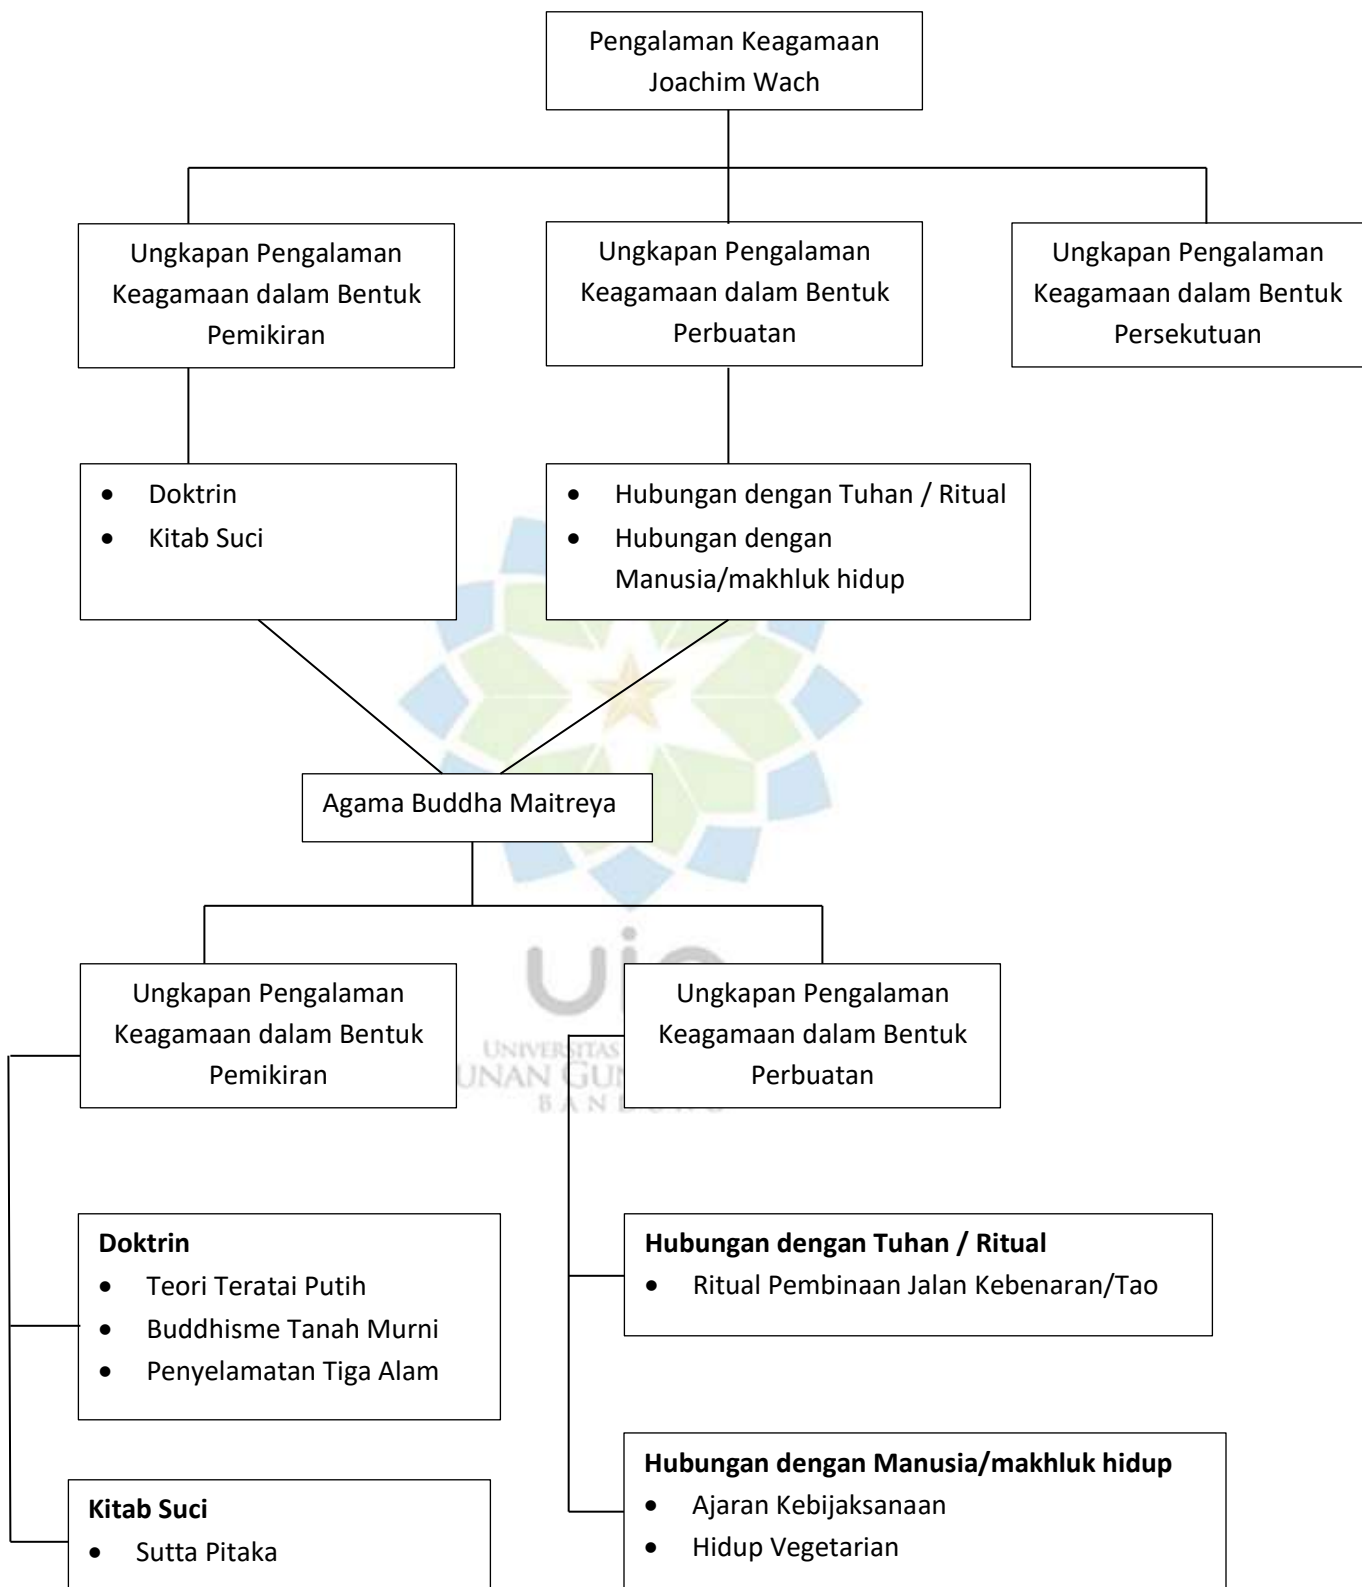 Pengalaman Keagamaan
Joachim Wach
Ungkapan Pengalaman
Keagamaan dalam Bentuk
Pemikiran
Ungkapan Pengalaman
Keagamaan dalam Bentuk
Perbuatan
Ungkapan Pengalaman
Keagamaan dalam Bentuk
Persekutuan
• Doktrin
• Kitab Suci
• Hubungan dengan Tuhan / Ritual
• Hubungan dengan
Manusia/makhluk hidup
Agama Buddha Maitreya
Ungkapan Pengalaman
Keagamaan dalam Bentuk
Pemikiran
Ungkapan Pengalaman
Keagamaan dalam Bentuk
Perbuatan
UNIVERSITAS
Doktrin
• Teori Teratai Putih
• Buddhisme Tanah Murni
• Penyelamatan Tiga Alam
Kitab Suci
• Sutta Pitaka
Hubungan dengan Tuhan / Ritual
• Ritual Pembinaan Jalan Kebenaran/Tao
Hubungan dengan Manusia/makhluk hidup
• Ajaran Kebijaksanaan
• Hidup Vegetarian